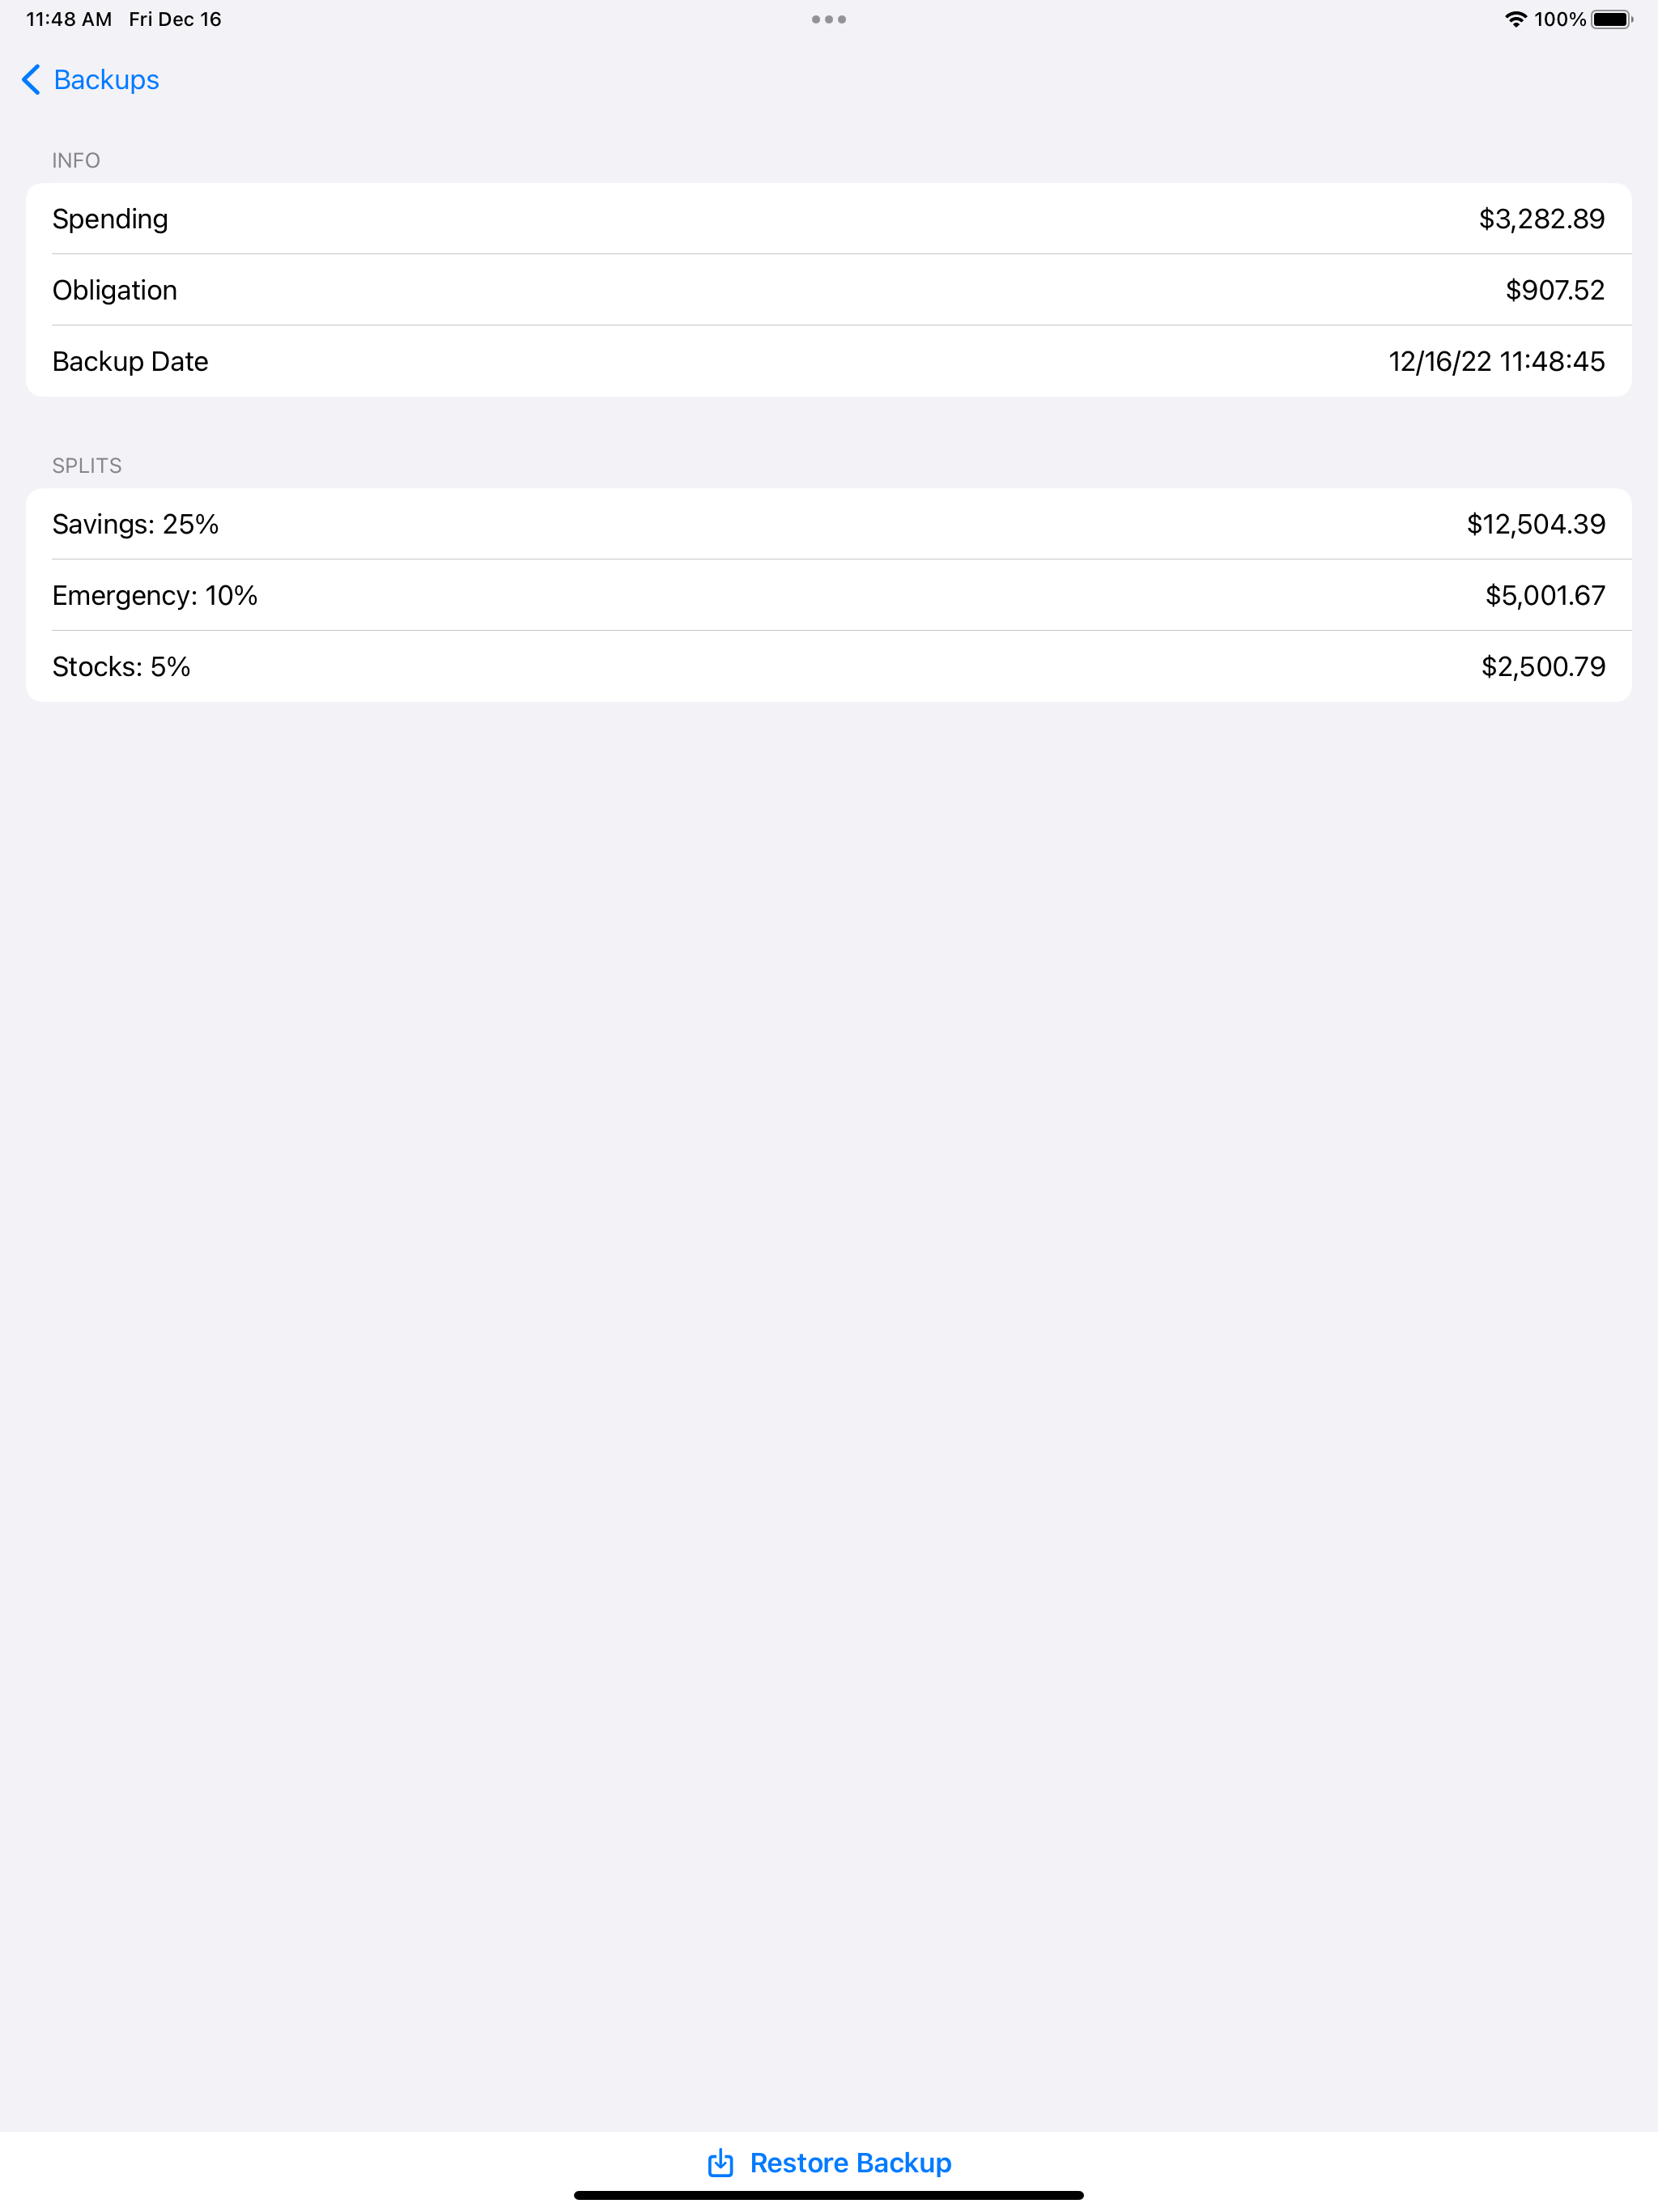 11:48 AM Fri Dec 16 100%
Backups
INFO
Spending $3,282.89
Obligation $907.52
Backup Date 12/16/22 11:48:45
SPLITS
Savings: 25% $12,504.39
Emergency: 10% $5,001.67
Stocks: 5% $2,500.79
Restore Backup